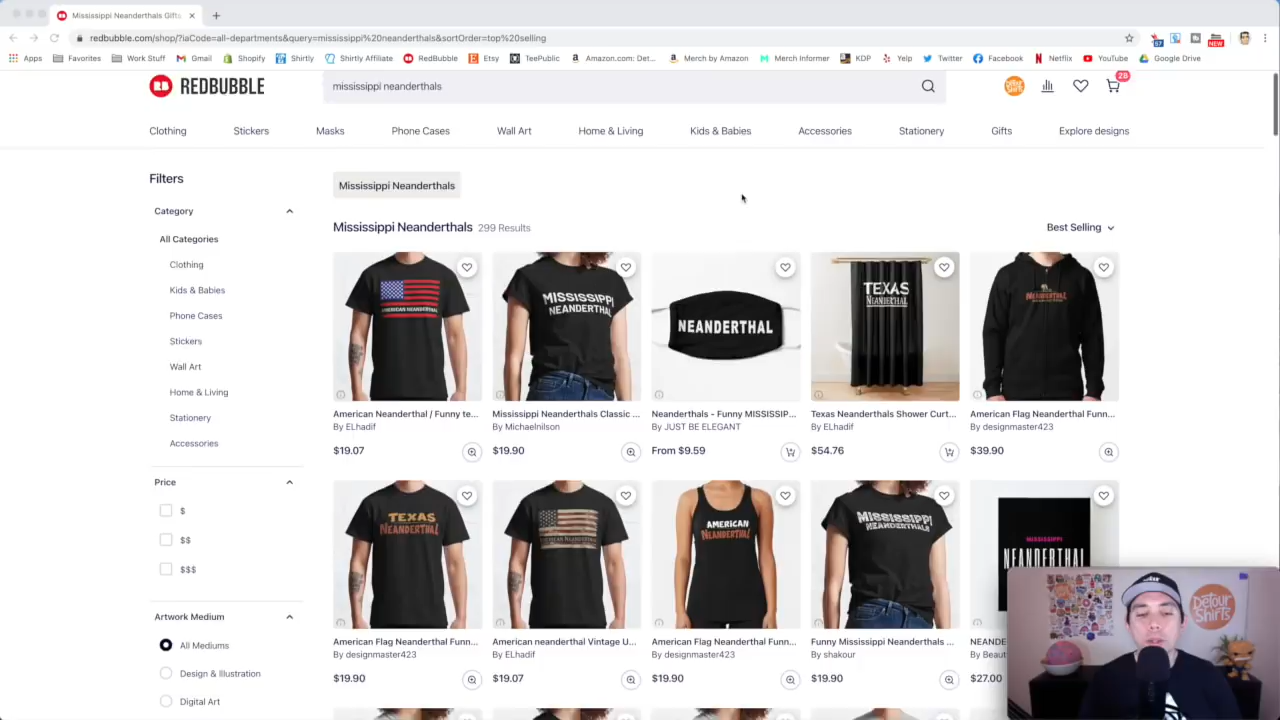 Mississippi Neanderthals Gifts
redbubble.com/shop/?iaCode=all-departments&query=mississippi%20neanderthals&sortOrder=top%20selling
Apps Favorites Work Stuff Gmail Shopify Shirtly Shirtly Affiliate RedBubble Etsy TeePublic Amazon.com: Det... Merch by Amazon Merch Informer KDP Yelp Twitter Facebook Netflix YouTube Google Drive
57 NEW
REDBUBBLE
mississippi neanderthals
28
Clothing Stickers Masks Phone Cases Wall Art Home & Living Kids & Babies Accessories Stationery Gifts Explore designs
Filters
Mississippi Neanderthals
Category
Mississippi Neanderthals 299 Results Best Selling
All Categories
Clothing
Kids & Babies
Phone Cases
Stickers
Wall Art
Home & Living
Stationery
Accessories
AMERICAN NEANDERTHAL
MISSISSIPPI
NEANDERTHAL
NEANDERTHAL
TEXAS
NEANDERTHAL
NEANDERTHAL
American Neanderthal / Funny te... Mississippi Neanderthals Classic ... Neanderthals - Funny MISSISSIP... Texas Neanderthals Shower Curt... American Flag Neanderthal Funn...
By ELhadif By Michaelnilson By JUST BE ELEGANT By ELhadif By designmaster423
$19.07 $19.90 From $9.59 $54.76 $39.90
Price
$
$$
$$$
TEXAS
NEANDERTHAL
AMERICAN NEANDERTHAL
AMERICAN
NEANDERTHAL
MISSISSIPPI
NEANDERTHALS
MISSISSIPPI
NEANDERTHAL
American Flag Neanderthal Funn... American neanderthal Vintage U... American Flag Neanderthal Funn... Funny Mississippi Neanderthals ... NEANDE
By designmaster423 By ELhadif By designmaster423 By shakour By Beaut
$19.90 $19.07 $19.90 $19.90 $27.00
Artwork Medium
All Mediums
Design & Illustration
Digital Art
DETOUR
SHIRTS